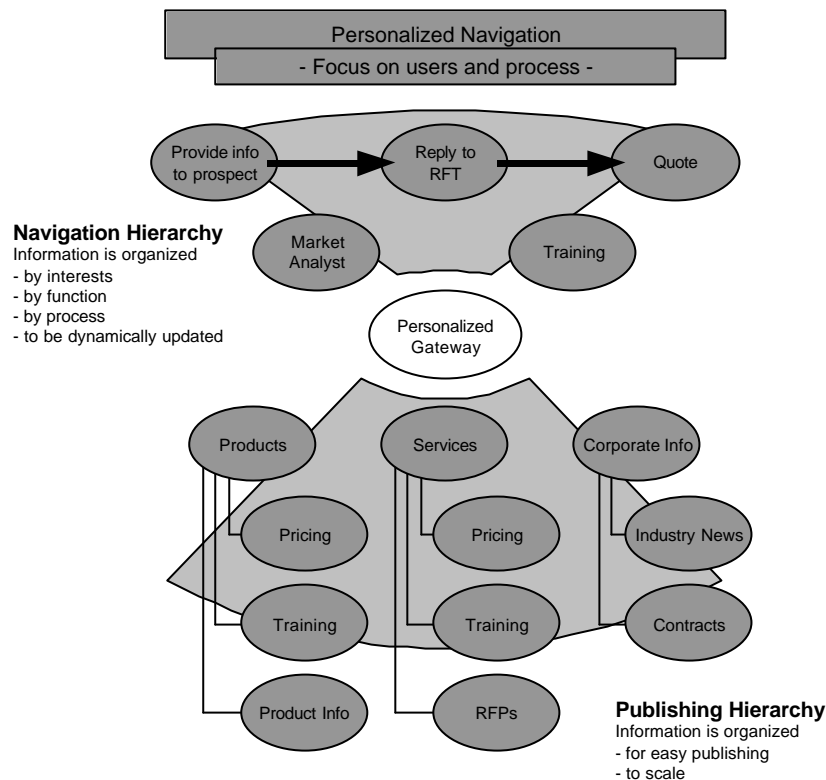 Personalized Navigation
- Focus on users and process -
Provide info
to prospect
Reply to
RFT
Quote
Navigation Hierarchy
Information is organized
- by interests
- by function
- by process
- to be dynamically updated
Market
Analyst
Training
Personalized
Gateway
Products
Services
Corporate Info
Pricing
Pricing
Industry News
Training
Training
Contracts
Product Info
RFPs
Publishing Hierarchy
Information is organized
- for easy publishing
- to scale